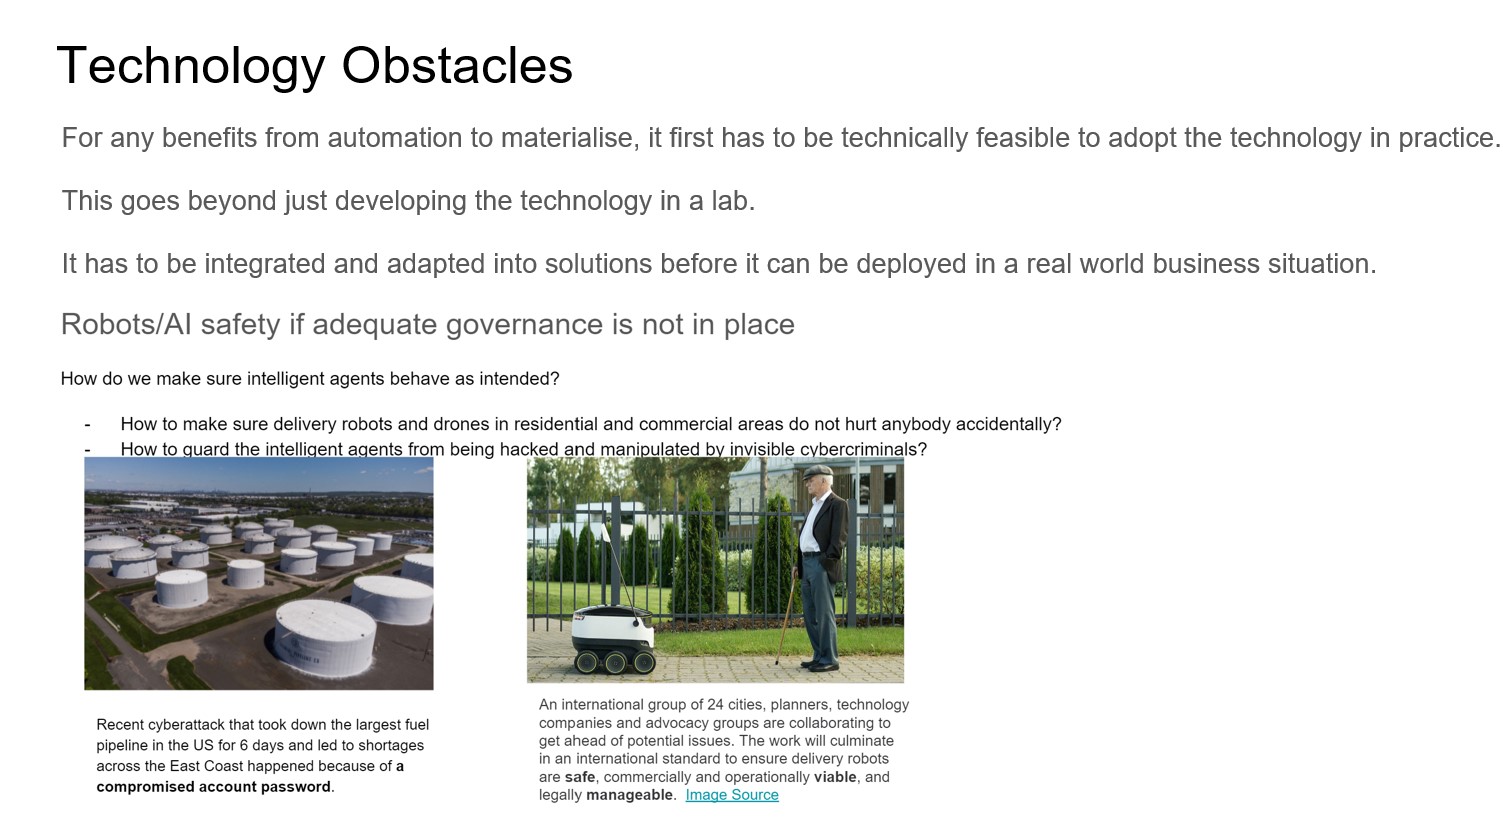 Technology Obstacles
For any benefits from automation to materialise, it first has to be technically feasible to adopt the technology in practice.
This goes beyond just developing the technology in a lab.
It has to be integrated and adapted into solutions before it can be deployed in a real world business situation.
Robots/AI safety if adequate governance is not in place
How do we make sure intelligent agents behave as intended?
- How to make sure delivery robots and drones in residential and commercial areas do not hurt anybody accidentally?
- How to guard the intelligent agents from being hacked and manipulated by invisible cybercriminals?
Recent cyberattack that took down the largest fuel
pipeline in the US for 6 days and led to shortages
across the East Coast happened because of a
compromised account password.
An international group of 24 cities, planners, technology
companies and advocacy groups are collaborating to
get ahead of potential issues. The work will culminate
in an international standard to ensure delivery robots
are safe, commercially and operationally viable, and
legally manageable. Image Source